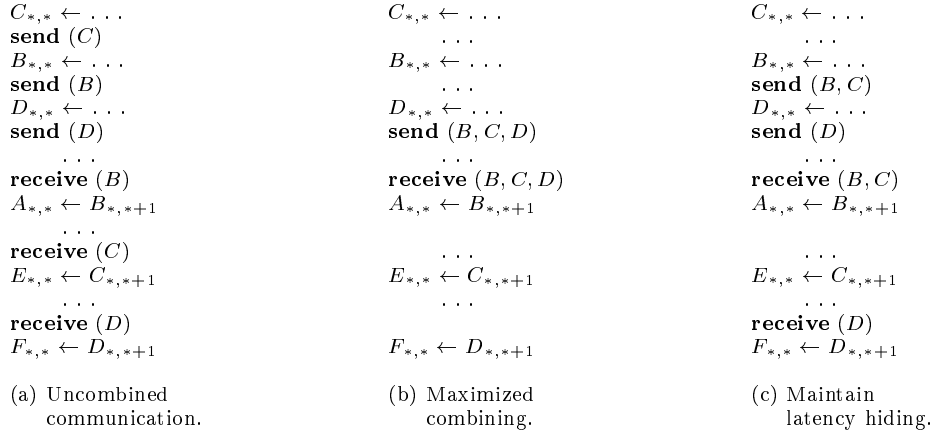 C∗,∗ ← . . .
send (C)
B∗,∗ ← . . .
send (B)
D∗,∗ ← . . .
send (D)
. . .
receive (B)
A∗,∗ ← B∗,∗+1
. . .
receive (C)
E∗,∗ ← C∗,∗+1
. . .
receive (D)
F∗,∗ ← D∗,∗+1
(a) Uncombined
communication.
C∗,∗ ← . . .
. . .
B∗,∗ ← . . .
. . .
D∗,∗ ← . . .
send (B, C, D)
. . .
receive (B, C, D)
A∗,∗ ← B∗,∗+1
. . .
E∗,∗ ← C∗,∗+1
. . .
F∗,∗ ← D∗,∗+1
(b) Maximized
combining.
C∗,∗ ← . . .
. . .
B∗,∗ ← . . .
send (B, C)
D∗,∗ ← . . .
send (D)
. . .
receive (B, C)
A∗,∗ ← B∗,∗+1
. . .
E∗,∗ ← C∗,∗+1
. . .
receive (D)
F∗,∗ ← D∗,∗+1
(c) Maintain
latency hiding.